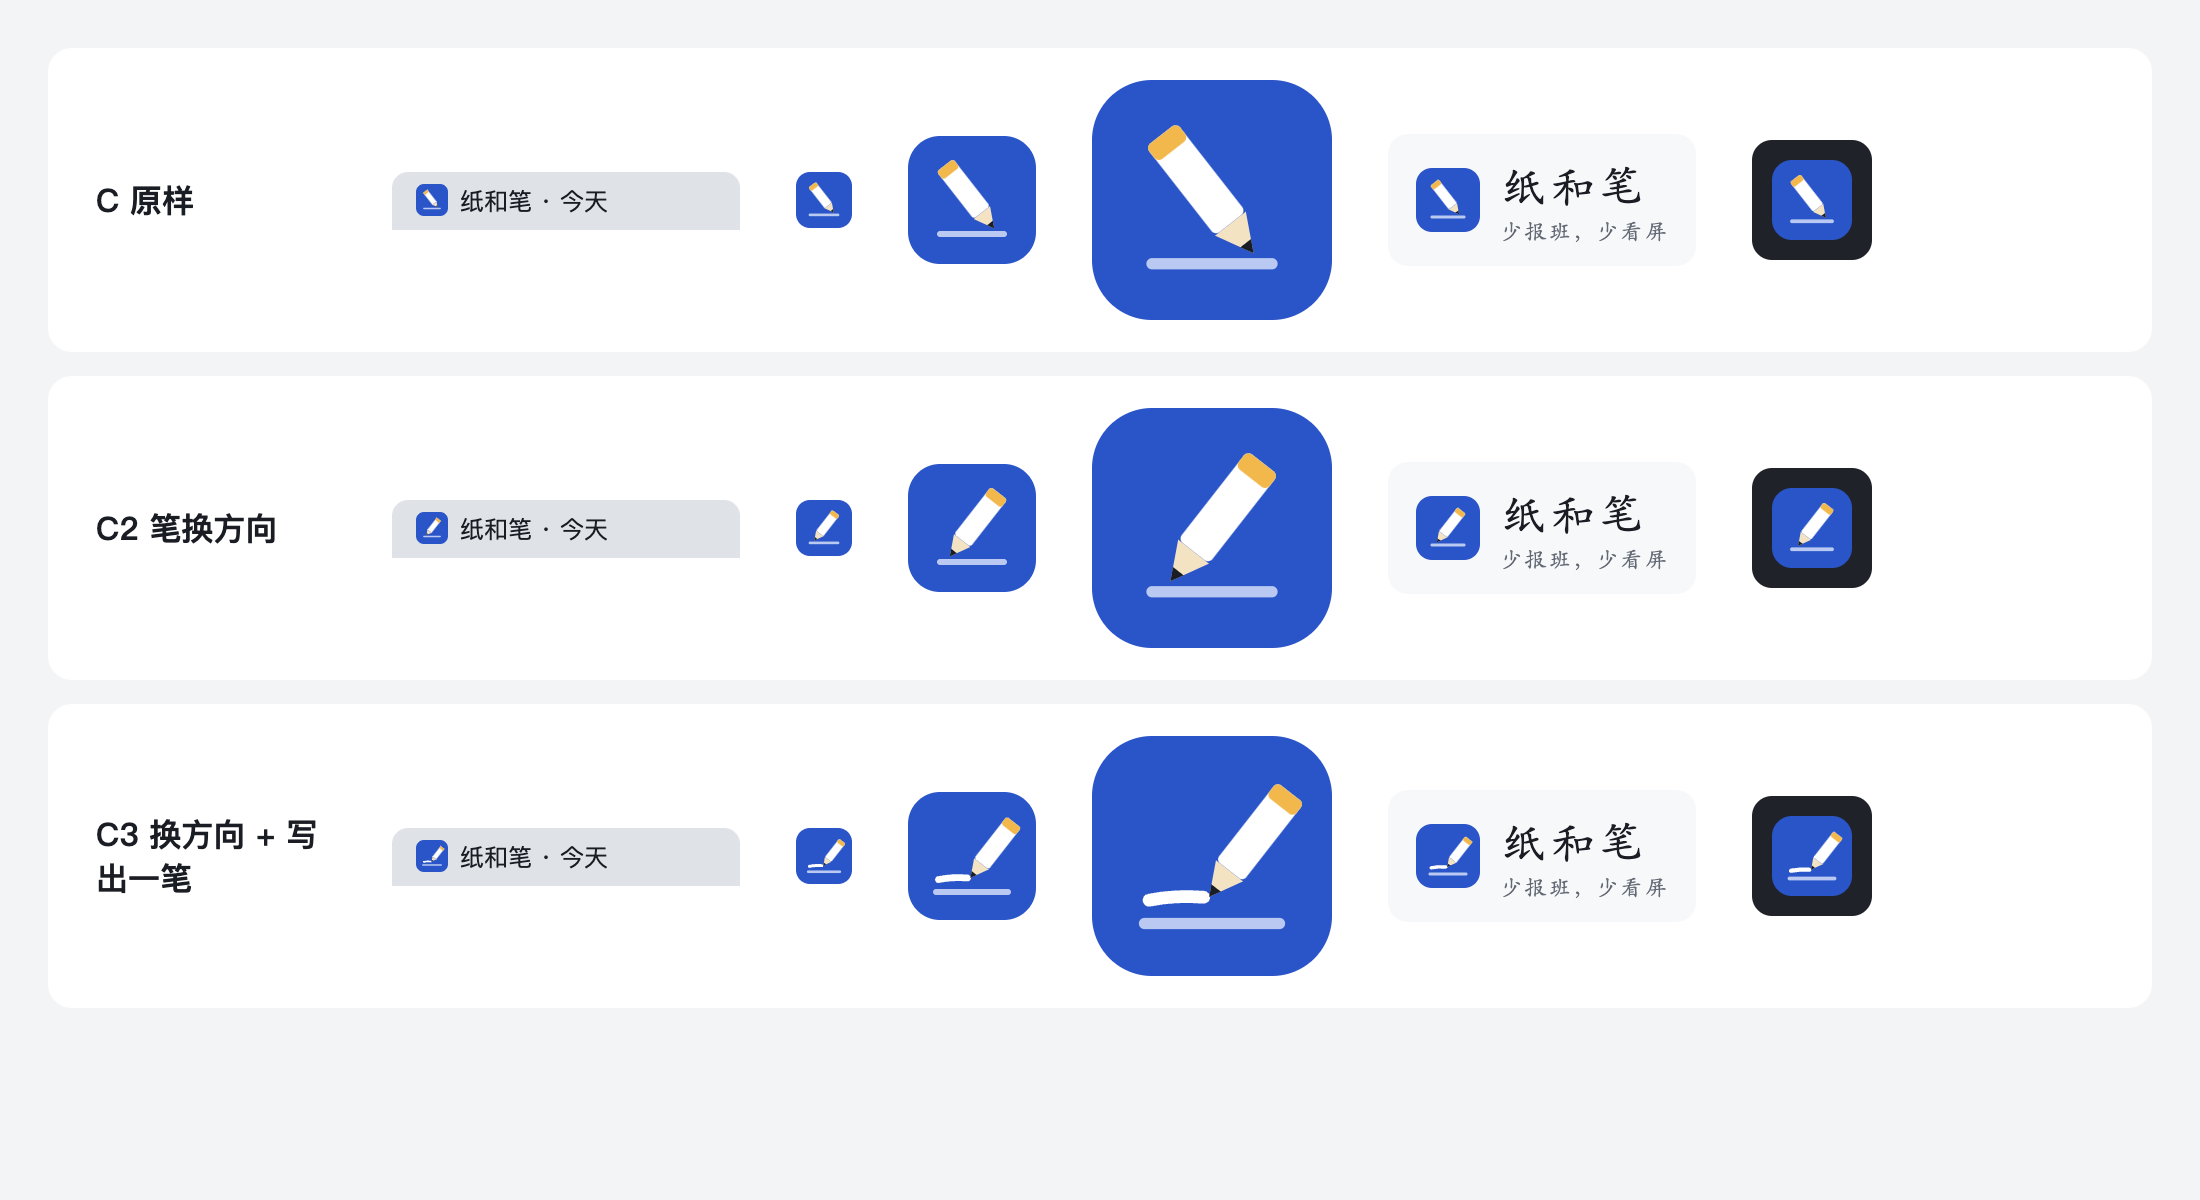 C 原样
纸和笔 · 今天
纸和笔
少报班，少看屏
C2 笔换方向
纸和笔 · 今天
纸和笔
少报班，少看屏
C3 换方向 + 写
出一笔
纸和笔 · 今天
纸和笔
少报班，少看屏